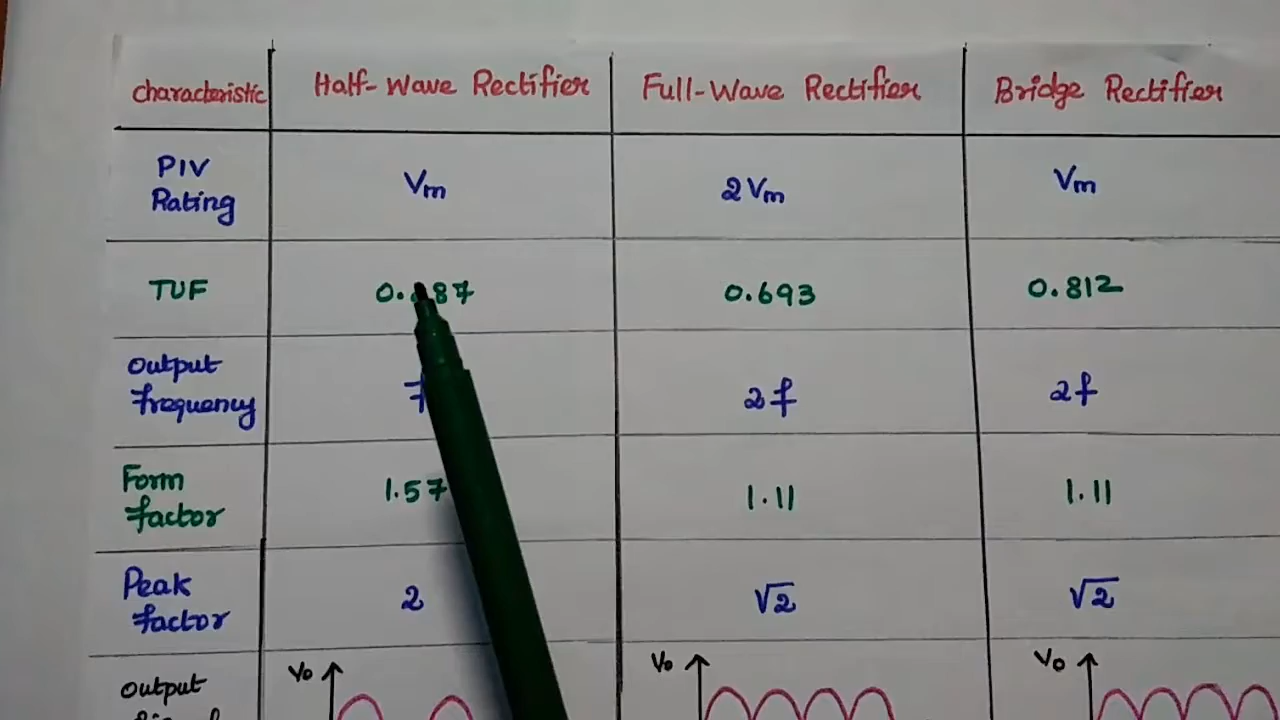 characteristic Half-Wave Rectifier Full-Wave Rectifier Bridge Rectifier
PIV
Rating Vm 2Vm Vm
TUF 0.693 0.812
Output
frequency 2f 2f
Form
factor 1.57 1.11 1.11
Peak
factor 2 √2 √2
Output Vo Vo Vo